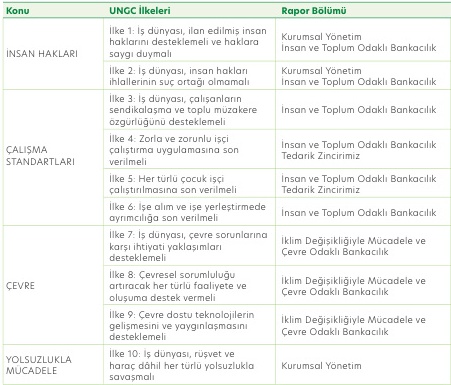 Konu UNGC İlkeleri Rapor Bölümü
İNSAN HAKLARI
İlke 1: İş dünyası, ilan edilmiş insan
haklarını desteklemeli ve haklara
saygı duymalı
Kurumsal Yönetim
İnsan ve Toplum Odaklı Bankacılık
İlke 2: İş dünyası, insan hakları
ihlallerinin suç ortağı olmamalı
Kurumsal Yönetim
İnsan ve Toplum Odaklı Bankacılık
ÇALIŞMA
STANDARTLARI
İlke 3: İş dünyası, çalışanların
sendikalaşma ve toplu müzakere
özgürlüğünü desteklemeli
İnsan ve Toplum Odaklı Bankacılık
İlke 4: Zorla ve zorunlu işçi
çalıştırma uygulamasına son
verilmeli
İnsan ve Toplum Odaklı Bankacılık
Tedarik Zincirimiz
İlke 5: Her türlü çocuk işçi
çalıştırılmasına son verilmeli
İnsan ve Toplum Odaklı Bankacılık
Tedarik Zincirimiz
İlke 6: İşe alım ve işe yerleştirmede
ayrımcılığa son verilmeli
İnsan ve Toplum Odaklı Bankacılık
ÇEVRE
İlke 7: İş dünyası, çevre sorunlarına
karşı ihtiyati yaklaşımları
desteklemeli
İklim Değişikliğiyle Mücadele ve
Çevre Odaklı Bankacılık
İlke 8: Çevresel sorumluluğu
artıracak her türlü faaliyete ve
oluşuma destek vermeli
İklim Değişikliğiyle Mücadele ve
Çevre Odaklı Bankacılık
İlke 9: Çevre dostu teknolojilerin
gelişmesini ve yaygınlaşmasını
desteklemeli
İklim Değişikliğiyle Mücadele ve
Çevre Odaklı Bankacılık
YOLSUZLUKLA
MÜCADELE
İlke 10: İş dünyası, rüşvet ve
haraç dâhil her türlü yolsuzlukla
savaşmalı
Kurumsal Yönetim